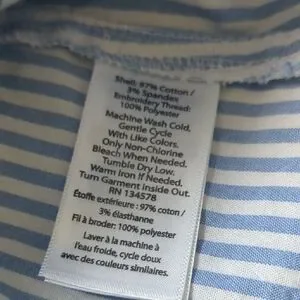 Shell: 97% Cotton /
3% Spandex
Embroidery Thread:
100% Polyester
Machine Wash Cold,
Gentle Cycle
With Like Colors.
Only Non-Chlorine
Bleach When Needed.
Tumble Dry Low.
Warm Iron If Needed.
Turn Garment Inside Out.
RN 134578
Étoffe extérieure : 97% coton /
3% élasthanne
Fil à broder: 100% polyester
Laver à la machine à
l'eau froide, cycle doux
avec des couleurs similaires.